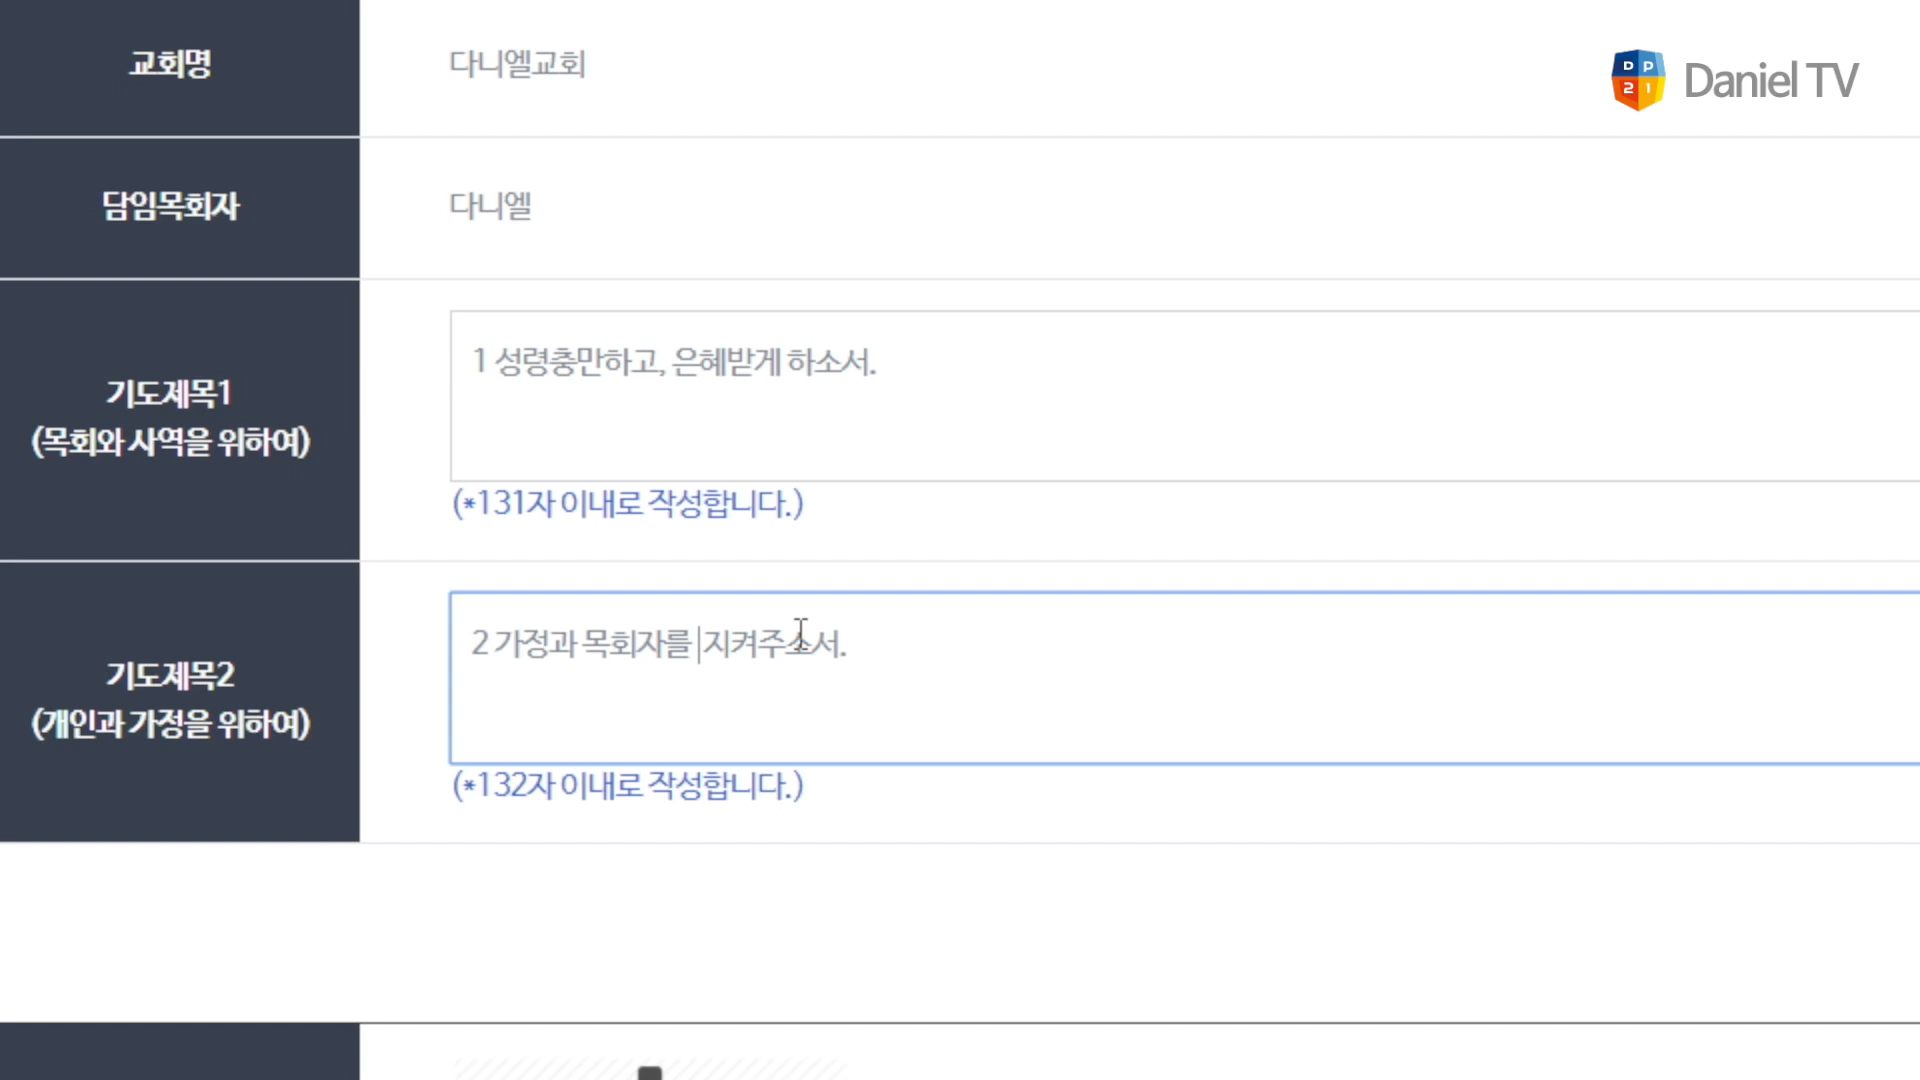 교회명
다니엘교회
D P
2 1
Daniel TV
담임목회자
다니엘
기도제목1
(목회와 사역을 위하여)
1 성령충만하고, 은혜받게 하소서.
(*131자 이내로 작성합니다.)
기도제목2
(개인과 가정을 위하여)
2 가정과 목회자를 지켜주소서.
(*132자 이내로 작성합니다.)